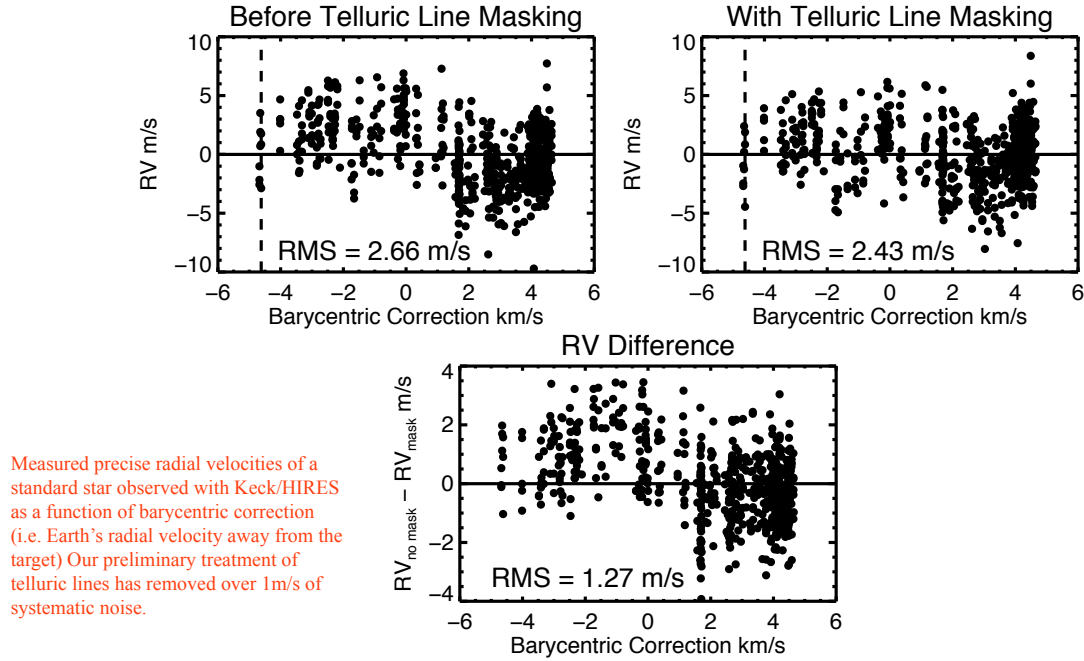 Before Telluric Line Masking
10
5
0
−5
−10
RV m/s
RMS = 2.66 m/s
−6 −4 −2 0 2 4 6
Barycentric Correction km/s
With Telluric Line Masking
10
5
0
−5
−10
RV m/s
RMS = 2.43 m/s
−6 −4 −2 0 2 4 6
Barycentric Correction km/s
RV Difference
4
2
0
−2
−4
RVno mask − RVmask m/s
RMS = 1.27 m/s
−6 −4 −2 0 2 4 6
Barycentric Correction km/s
Measured precise radial velocities of a
standard star observed with Keck/HIRES
as a function of barycentric correction
(i.e. Earth’s radial velocity away from the
target) Our preliminary treatment of
telluric lines has removed over 1m/s of
systematic noise.